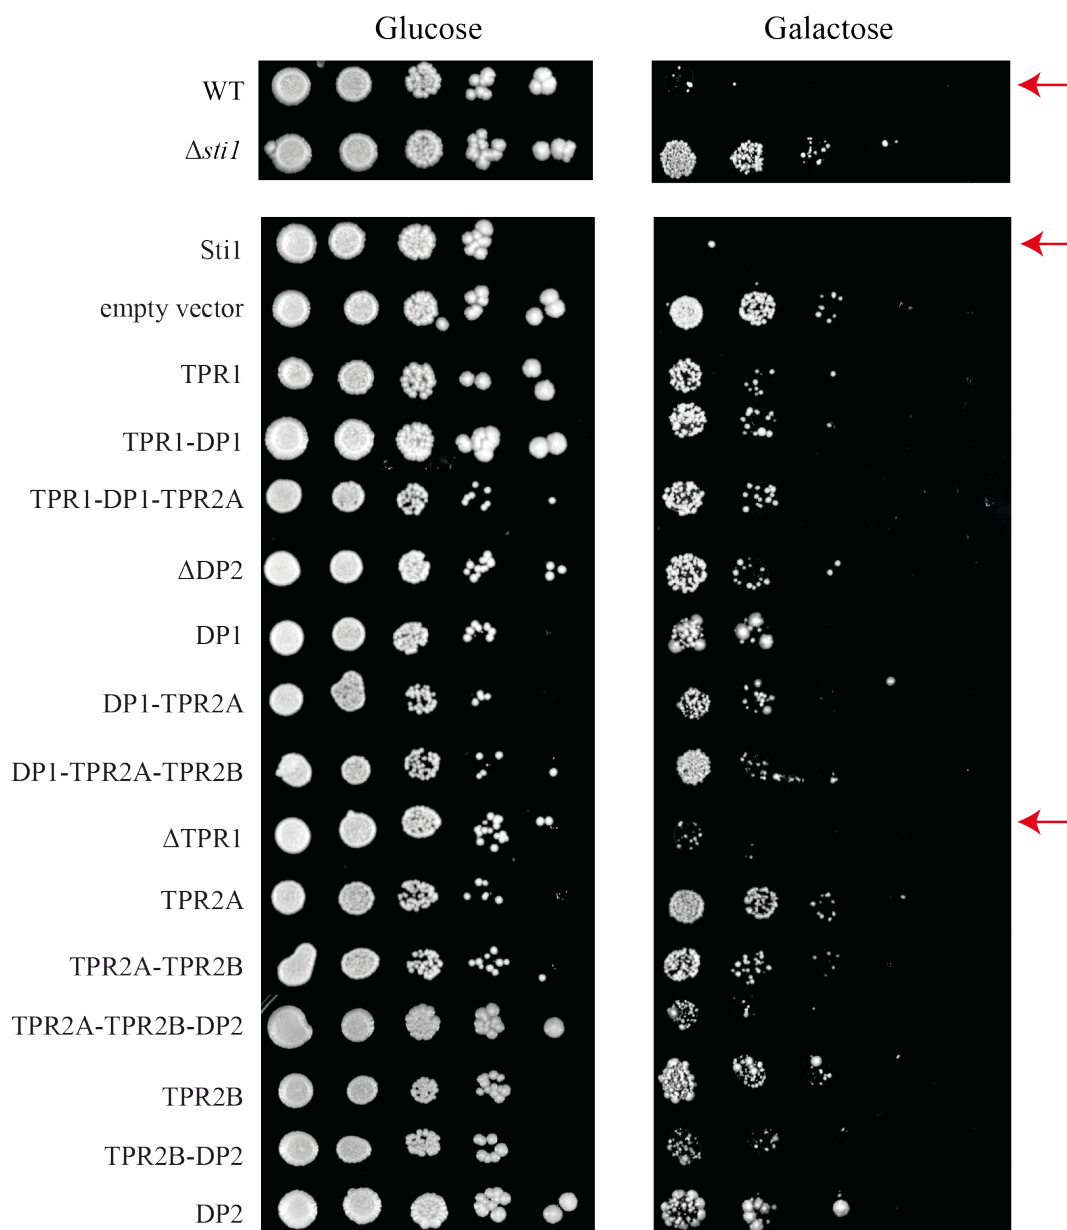 Glucose Galactose
WT
Δsti1
Sti1
empty vector
TPR1
TPR1-DP1
TPR1-DP1-TPR2A
ΔDP2
DP1
DP1-TPR2A
DP1-TPR2A-TPR2B
ΔTPR1
TPR2A
TPR2A-TPR2B
TPR2A-TPR2B-DP2
TPR2B
TPR2B-DP2
DP2